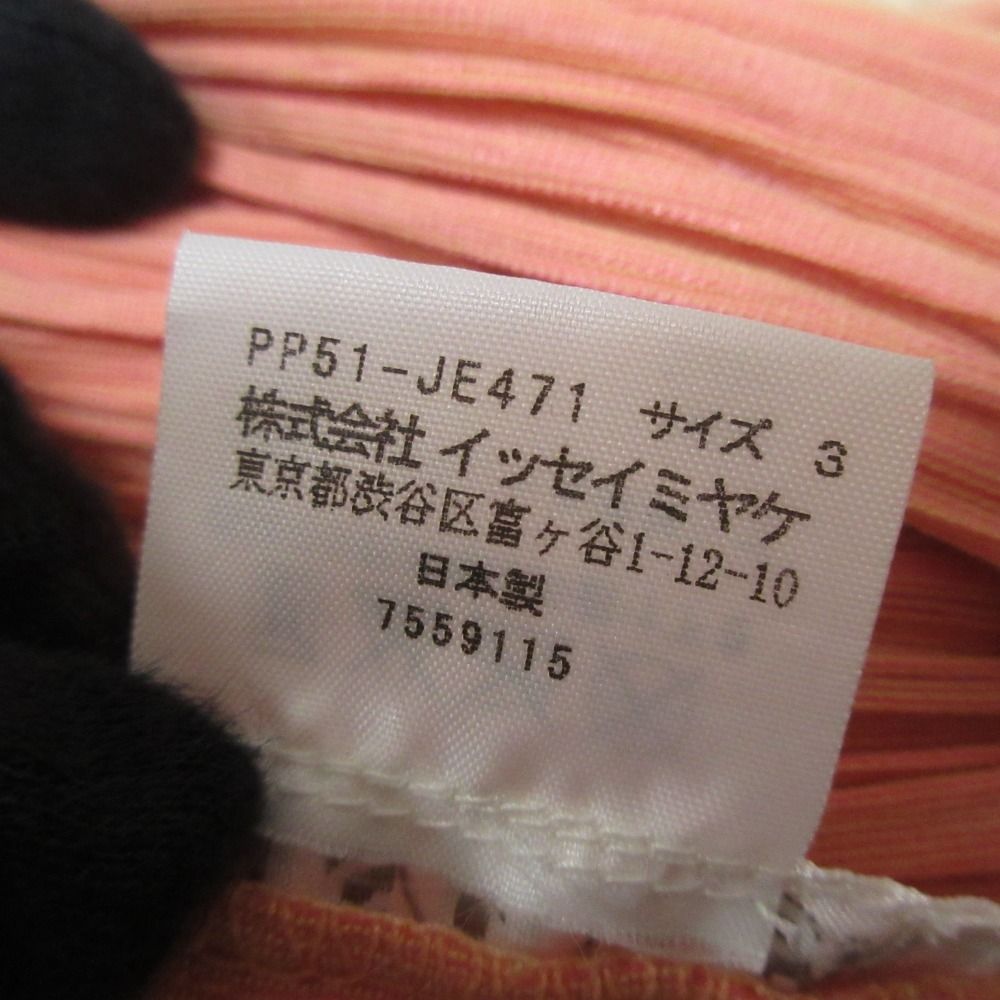 PP51-JE471 サイズ 3
株式会社 イッセイミヤケ
東京都渋谷区富ヶ谷1-12-10
日本製
7559115